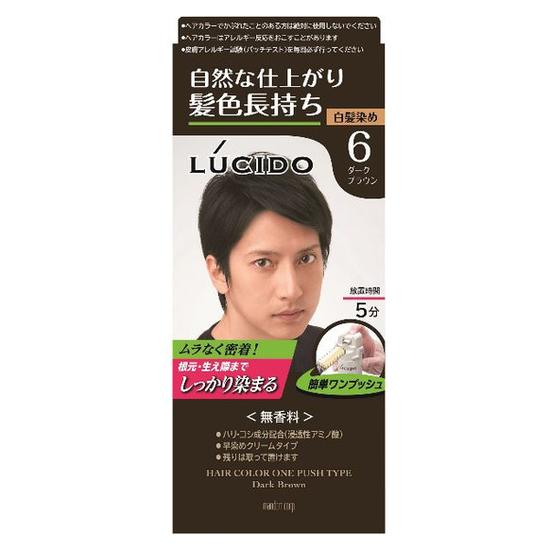 ●ヘアカラーでかぶれたことのある方は絶対に使用しないでください
●ヘアカラーはアレルギー反応をおこすことがあります
●皮膚アレルギー試験(パッチテスト)を毎回必ず行ってください
自然な仕上がり
髪色長持ち
白髪染め
6
ダーク
ブラウン
LÚCIDO
放置時間
5分
ムラなく密着!
根元・生え際まで
しっかり染まる
簡単ワンプッシュ
<無香料>
●ハリ・コシ成分配合(浸透性アミノ酸)
●早染めクリームタイプ
●残りは取って置けます
HAIR COLOR ONE PUSH TYPE
Dark Brown
mandom corp.